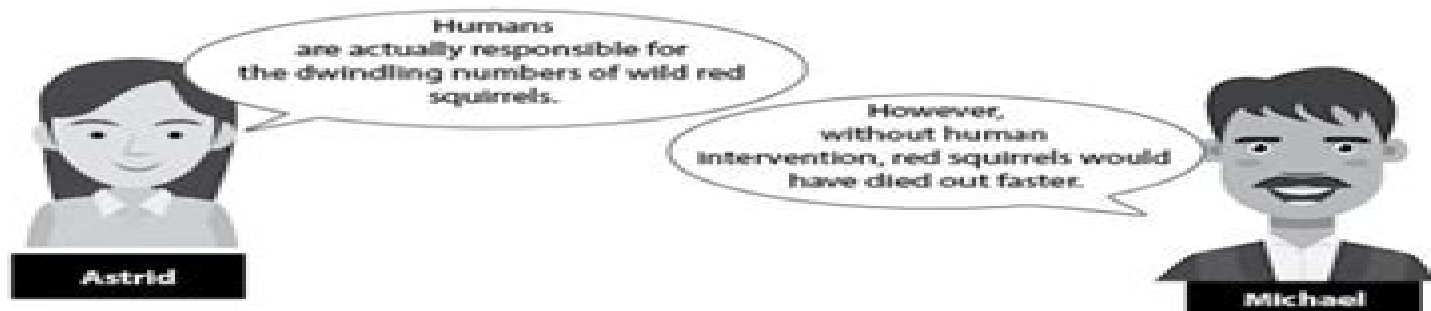 Humans
are actually responsible for
the dwindling numbers of wild red
squirrels.
However,
without human
intervention, red squirrels would
have died out faster.
Astrid
Michael